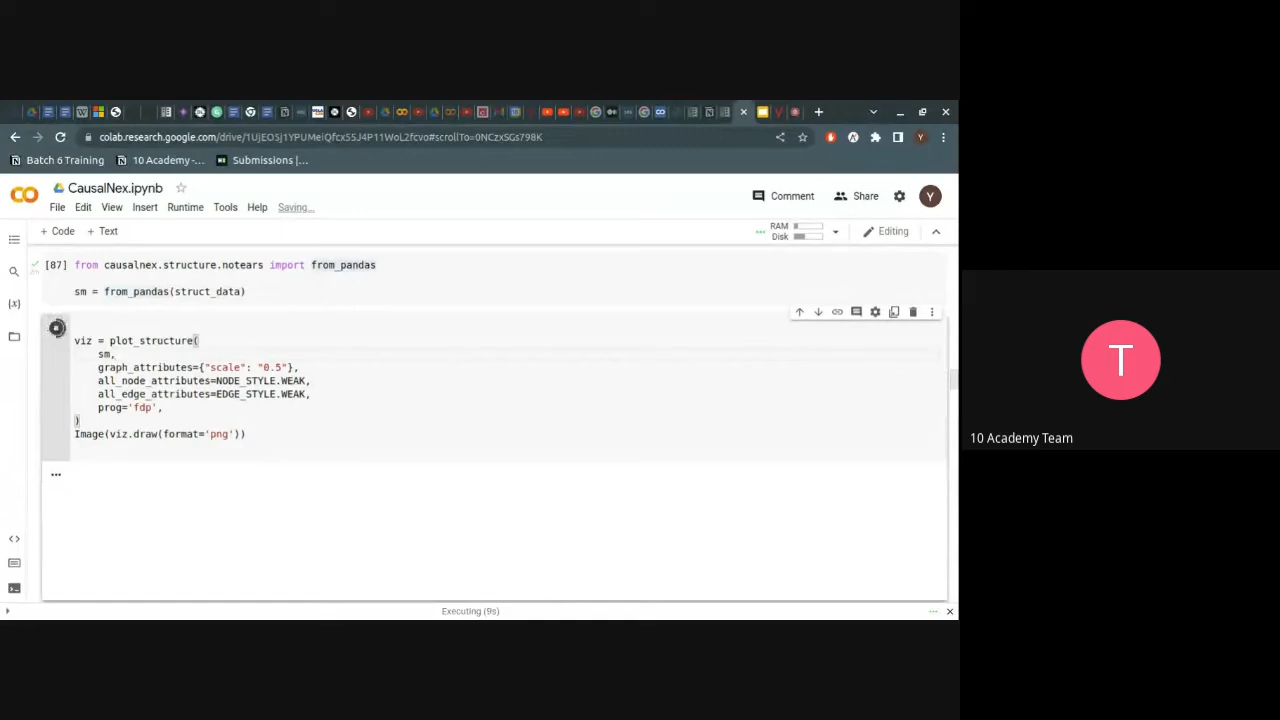 colab.research.google.com/drive/1UjEO5J1YPUMeiQfcx55J4P11WoL2fcvo#scrollTo=0NCzxSGs798K
Batch 6 Training
10 Academy -...
Submissions |...
CausalNex.ipynb
Comment
Share
Y
File Edit View Insert Runtime Tools Help Saving...
+ Code + Text
RAM
Disk
Editing
[87] from causalnex.structure.notears import from_pandas
sm = from_pandas(struct_data)
viz = plot_structure(
sm,
graph_attributes={"scale": "0.5"},
all_node_attributes=NODE_STYLE.WEAK,
all_edge_attributes=EDGE_STYLE.WEAK,
prog='fdp',
)
Image(viz.draw(format='png'))
...
Executing (9s)
T
10 Academy Team